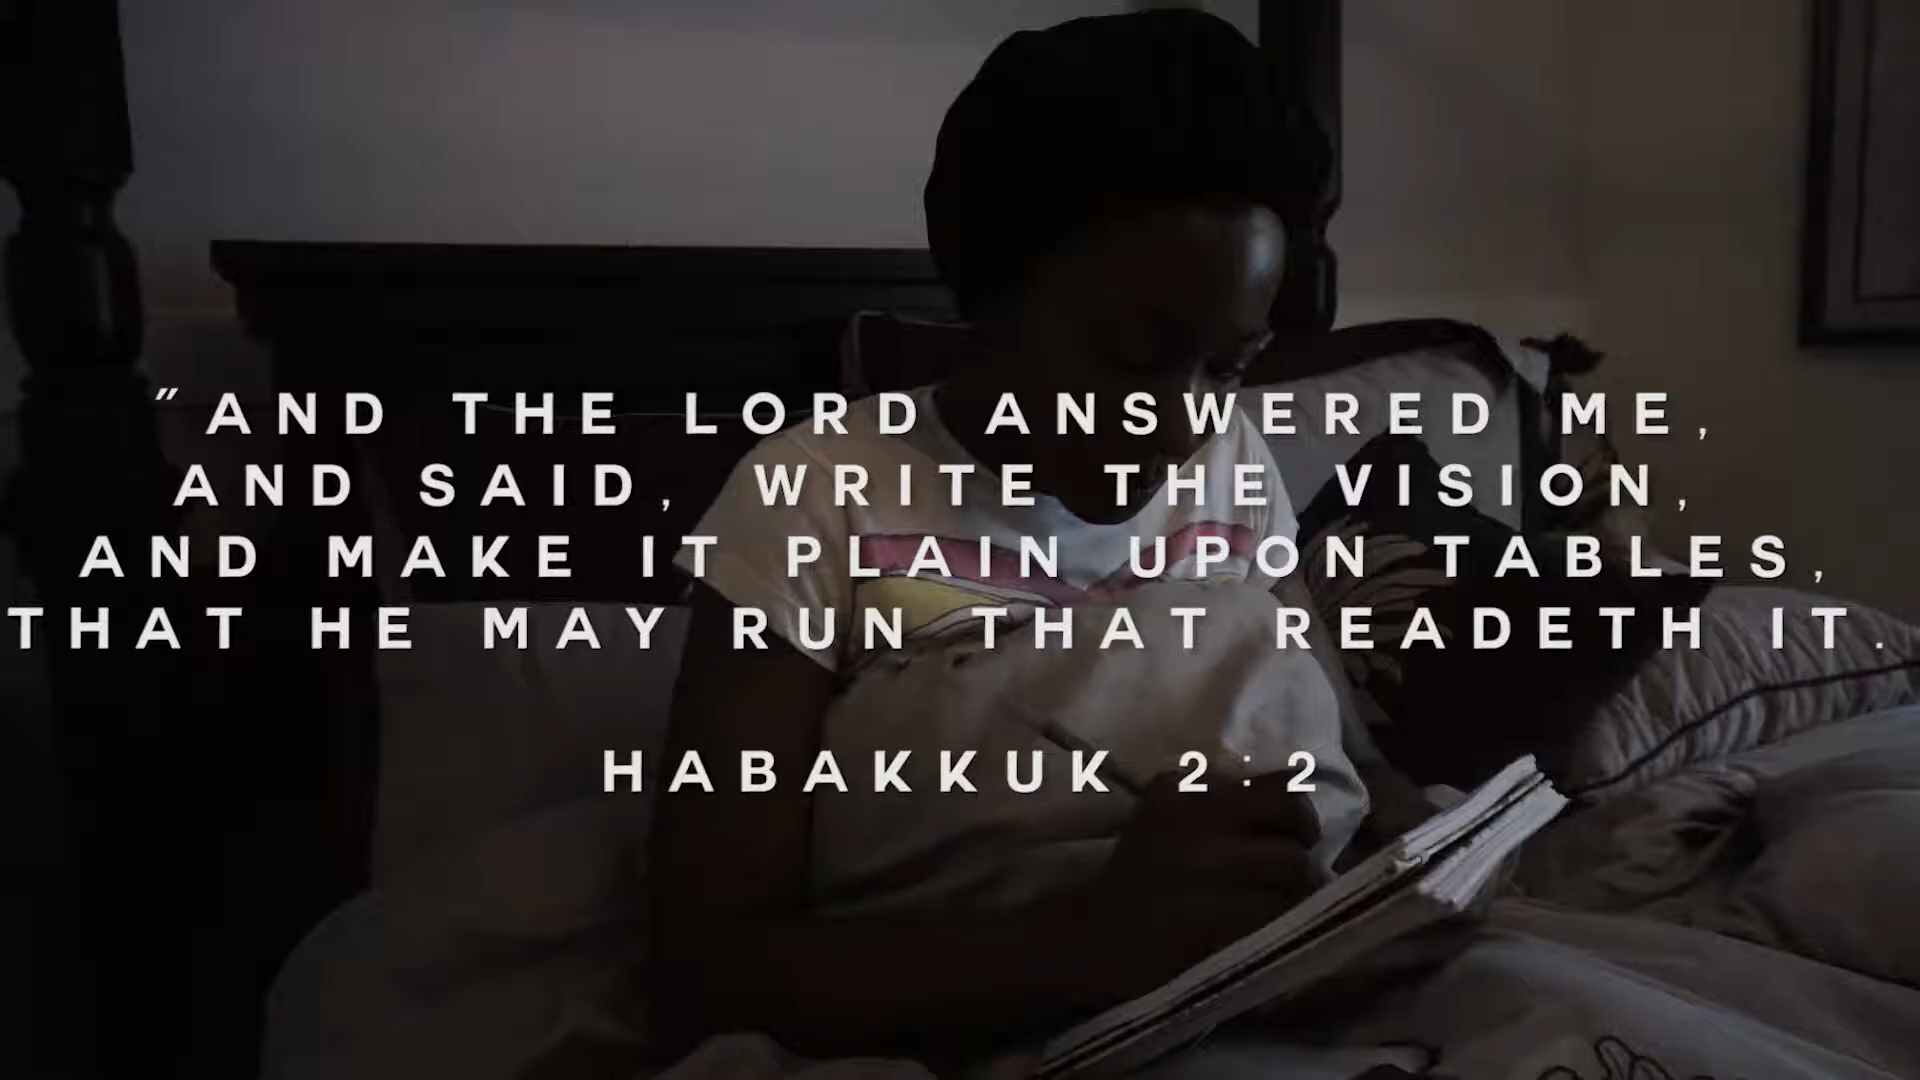 "AND THE LORD ANSWERED ME,
AND SAID, WRITE THE VISION,
AND MAKE IT PLAIN UPON TABLES,
THAT HE MAY RUN THAT READETH IT.
HABAKKUK 2:2